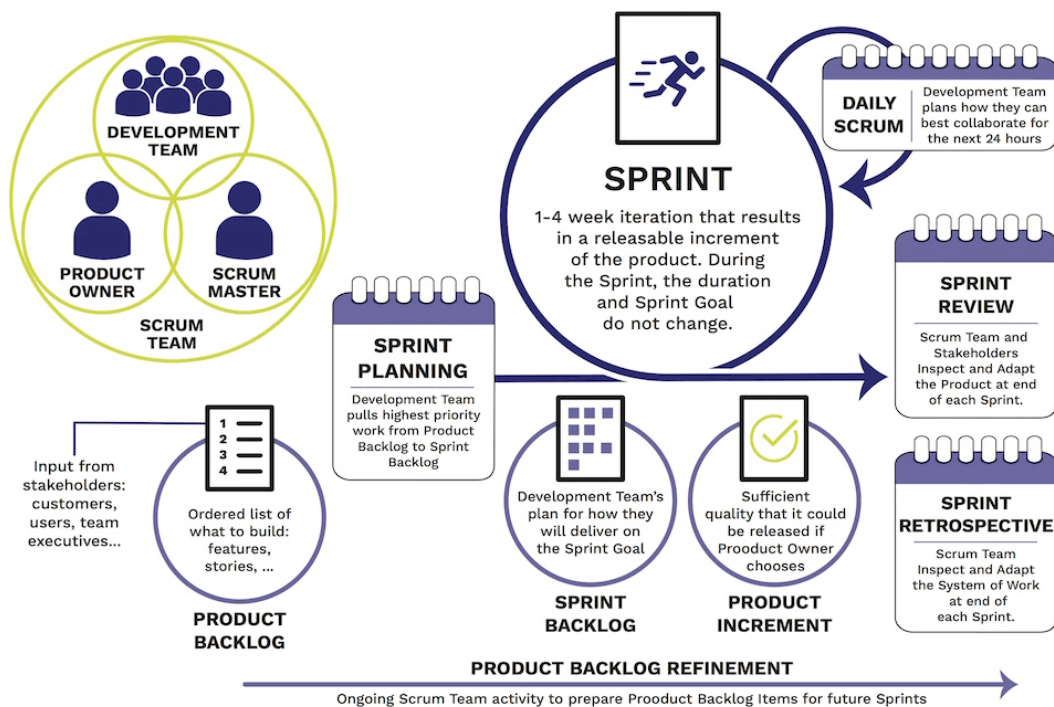 DEVELOPMENT
TEAM
PRODUCT
OWNER
SCRUM
MASTER
SCRUM
TEAM
SPRINT
1-4 week iteration that results
in a releasable increment
of the product. During
the Sprint, the duration
and Sprint Goal
do not change.
DAILY
SCRUM
Development Team
plans how they can
best collaborate for
the next 24 hours
SPRINT
PLANNING
Development Team
pulls highest priority
work from Product
Backlog to Sprint
Backlog
SPRINT
REVIEW
Scrum Team and
Stakeholders
Inspect and Adapt
the Product at end
of each Sprint.
Input from
stakeholders:
customers,
users, team
executives...
1
2
3
4
Ordered list of
what to build:
features,
stories, ...
PRODUCT
BACKLOG
Development Team's
plan for how they
will deliver on
the Sprint Goal
SPRINT
BACKLOG
Sufficient
quality that it could
be released if
Prooduct Owner
chooses
PRODUCT
INCREMENT
SPRINT
RETROSPECTIVE
Scrum Team
Inspect and Adapt
the System of Work
at end of
each Sprint.
PRODUCT BACKLOG REFINEMENT
Ongoing Scrum Team activity to prepare Prooduct Backlog Items for future Sprints